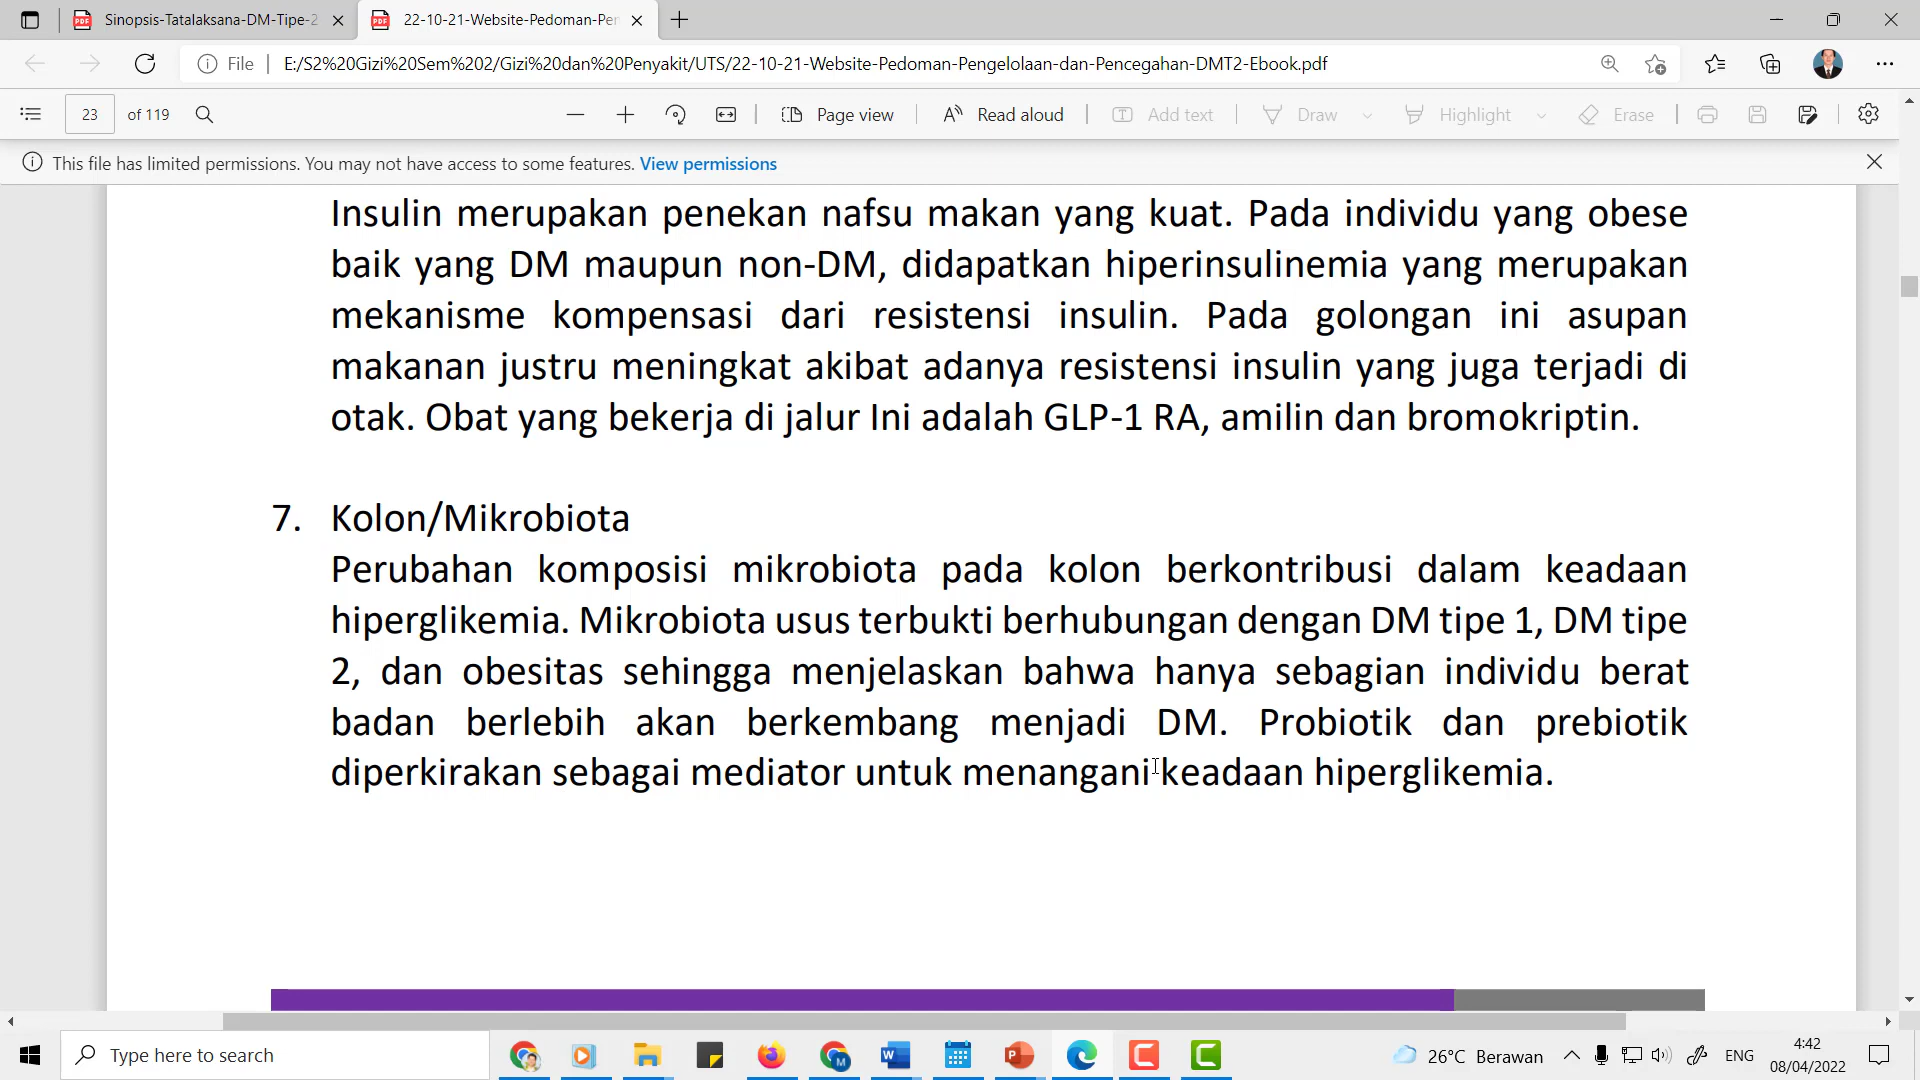 Sinopsis-Tatalaksana-DM-Tipe-2
22-10-21-Website-Pedoman-Pen
File
E:/S2%20Gizi%20Sem%202/Gizi%20dan%20Penyakit/UTS/22-10-21-Website-Pedoman-Pengelolaan-dan-Pencegahan-DMT2-Ebook.pdf
23 of 119
Page view
Read aloud
Add text
Draw
Highlight
Erase
This file has limited permissions. You may not have access to some features. View permissions
Insulin merupakan penekan nafsu makan yang kuat. Pada individu yang obese
baik yang DM maupun non-DM, didapatkan hiperinsulinemia yang merupakan
mekanisme kompensasi dari resistensi insulin. Pada golongan ini asupan
makanan justru meningkat akibat adanya resistensi insulin yang juga terjadi di
otak. Obat yang bekerja di jalur Ini adalah GLP-1 RA, amilin dan bromokriptin.
7. Kolon/Mikrobiota
Perubahan komposisi mikrobiota pada kolon berkontribusi dalam keadaan
hiperglikemia. Mikrobiota usus terbukti berhubungan dengan DM tipe 1, DM tipe
2, dan obesitas sehingga menjelaskan bahwa hanya sebagian individu berat
badan berlebih akan berkembang menjadi DM. Probiotik dan prebiotik
diperkirakan sebagai mediator untuk menangani keadaan hiperglikemia.
Type here to search
26°C Berawan
ENG
4:42
08/04/2022